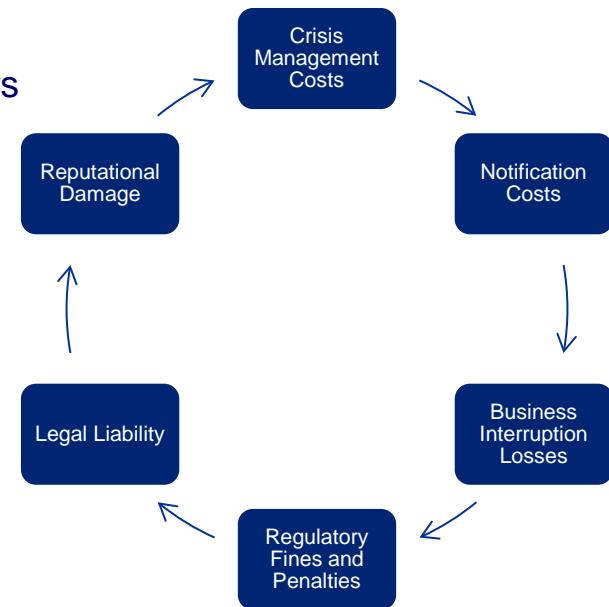 Crisis
Management
Costs
Reputational
Damage
Notification
Costs
Legal Liability
Business
Interruption
Losses
Regulatory
Fines and
Penalties